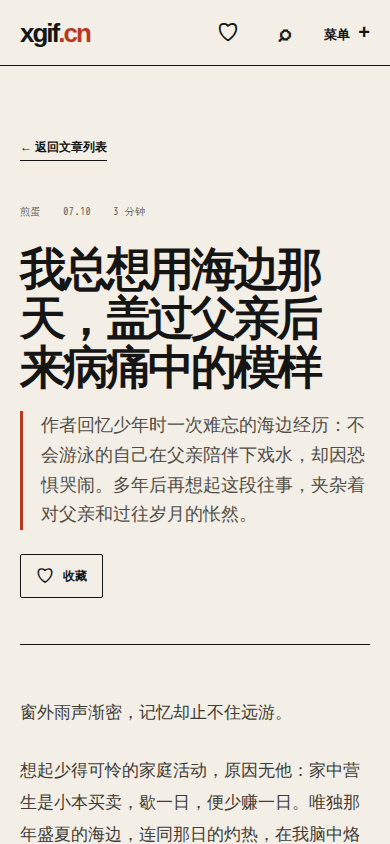 xgif.cn
菜单 +
← 返回文章列表
煎蛋 07.10 3 分钟
我总想用海边那
天，盖过父亲后
来病痛中的模样
作者回忆少年时一次难忘的海边经历：不
会游泳的自己在父亲陪伴下戏水，却因恐
惧哭闹。多年后再想起这段往事，夹杂着
对父亲和过往岁月的怅然。
收藏
窗外雨声渐密，记忆却止不住远游。
想起少得可怜的家庭活动，原因无他：家中营
生是小本买卖，歇一日，便少赚一日。唯独那
年盛夏的海边，连同那日的灼热，在我脑中烙